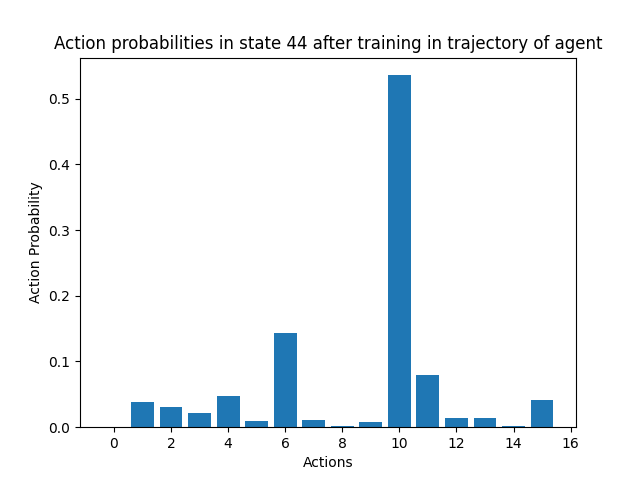 Action probabilities in state 44 after training in trajectory of agent
0.5
0.4
0.3
0.2
0.1
0.0
Action Probability
0 2 4 6 8 10 12 14 16
Actions